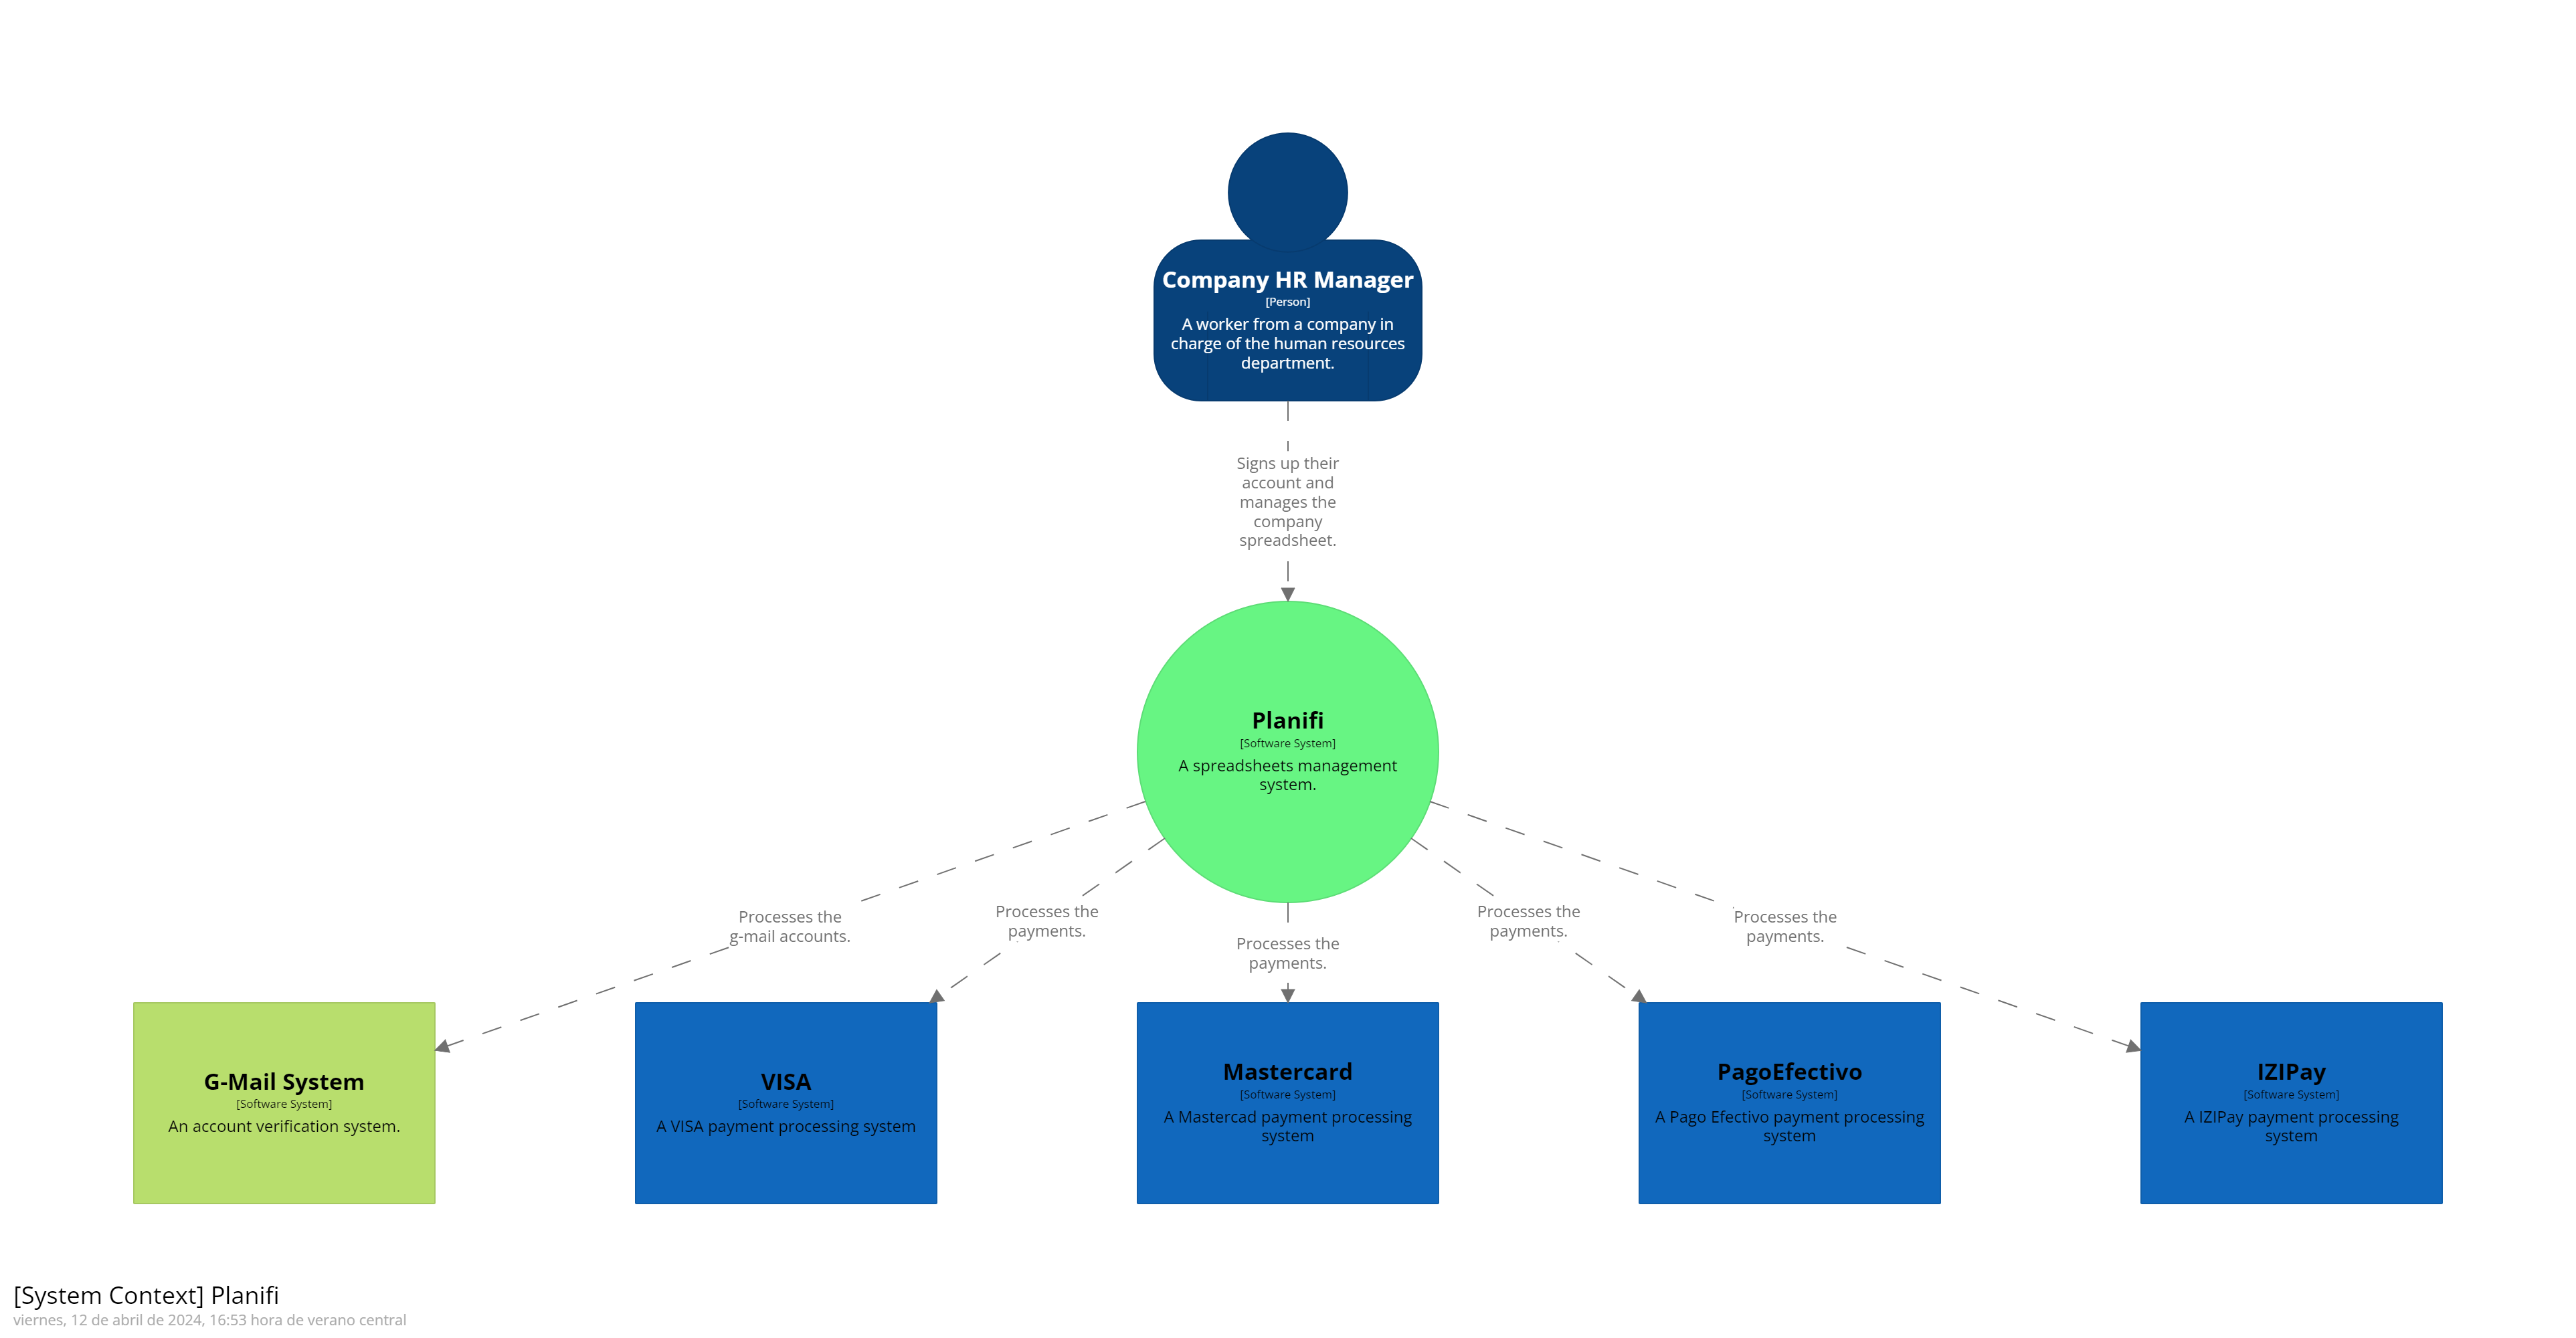 Company HR Manager
[Person]
A worker from a company in
charge of the human resources
department.
Signs up their
account and
manages the
company
spreadsheet.
Planifi
[Software System]
A spreadsheets management
system.
Processes the
g-mail accounts.
Processes the
payments.
Processes the
payments.
Processes the
payments.
Processes the
payments.
G-Mail System
[Software System]
An account verification system.
VISA
[Software System]
A VISA payment processing system
Mastercard
[Software System]
A Mastercad payment processing
system
PagoEfectivo
[Software System]
A Pago Efectivo payment processing
system
IZIPay
[Software System]
A IZIPay payment processing
system
[System Context] Planifi
viernes, 12 de abril de 2024, 16:53 hora de verano central